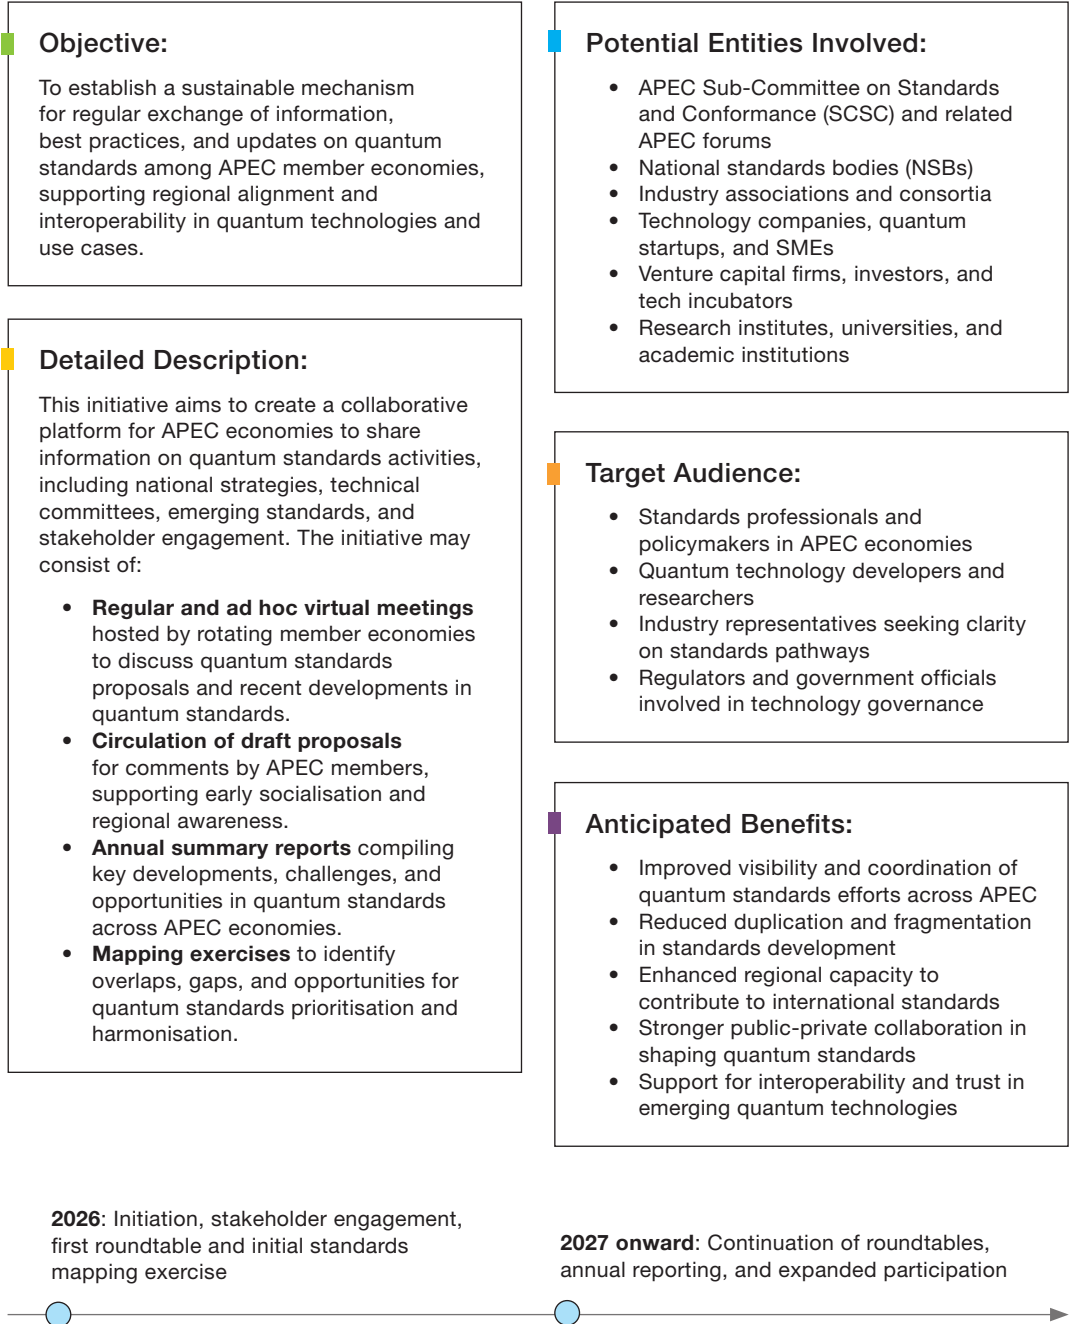 Objective:
To establish a sustainable mechanism
for regular exchange of information,
best practices, and updates on quantum
standards among APEC member economies,
supporting regional alignment and
interoperability in quantum technologies and
use cases.
Detailed Description:
This initiative aims to create a collaborative
platform for APEC economies to share
information on quantum standards activities,
including national strategies, technical
committees, emerging standards, and
stakeholder engagement. The initiative may
consist of:
• Regular and ad hoc virtual meetings
hosted by rotating member economies
to discuss quantum standards
proposals and recent developments in
quantum standards.
• Circulation of draft proposals
for comments by APEC members,
supporting early socialisation and
regional awareness.
• Annual summary reports compiling
key developments, challenges, and
opportunities in quantum standards
across APEC economies.
• Mapping exercises to identify
overlaps, gaps, and opportunities for
quantum standards prioritisation and
harmonisation.
Potential Entities Involved:
• APEC Sub-Committee on Standards
and Conformance (SCSC) and related
APEC forums
• National standards bodies (NSBs)
• Industry associations and consortia
• Technology companies, quantum
startups, and SMEs
• Venture capital firms, investors, and
tech incubators
• Research institutes, universities, and
academic institutions
Target Audience:
• Standards professionals and
policymakers in APEC economies
• Quantum technology developers and
researchers
• Industry representatives seeking clarity
on standards pathways
• Regulators and government officials
involved in technology governance
Anticipated Benefits:
• Improved visibility and coordination of
quantum standards efforts across APEC
• Reduced duplication and fragmentation
in standards development
• Enhanced regional capacity to
contribute to international standards
• Stronger public-private collaboration in
shaping quantum standards
• Support for interoperability and trust in
emerging quantum technologies
2026: Initiation, stakeholder engagement,
first roundtable and initial standards
mapping exercise
2027 onward: Continuation of roundtables,
annual reporting, and expanded participation